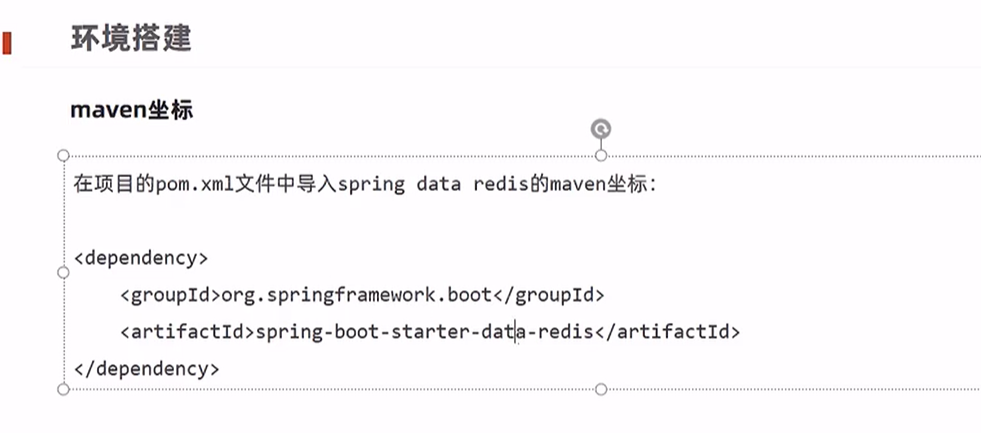 环境搭建
maven坐标
在项目的pom.xml文件中导入spring data redis的maven坐标:
<dependency>
    <groupId>org.springframework.boot</groupId>
    <artifactId>spring-boot-starter-data-redis</artifactId>
</dependency>